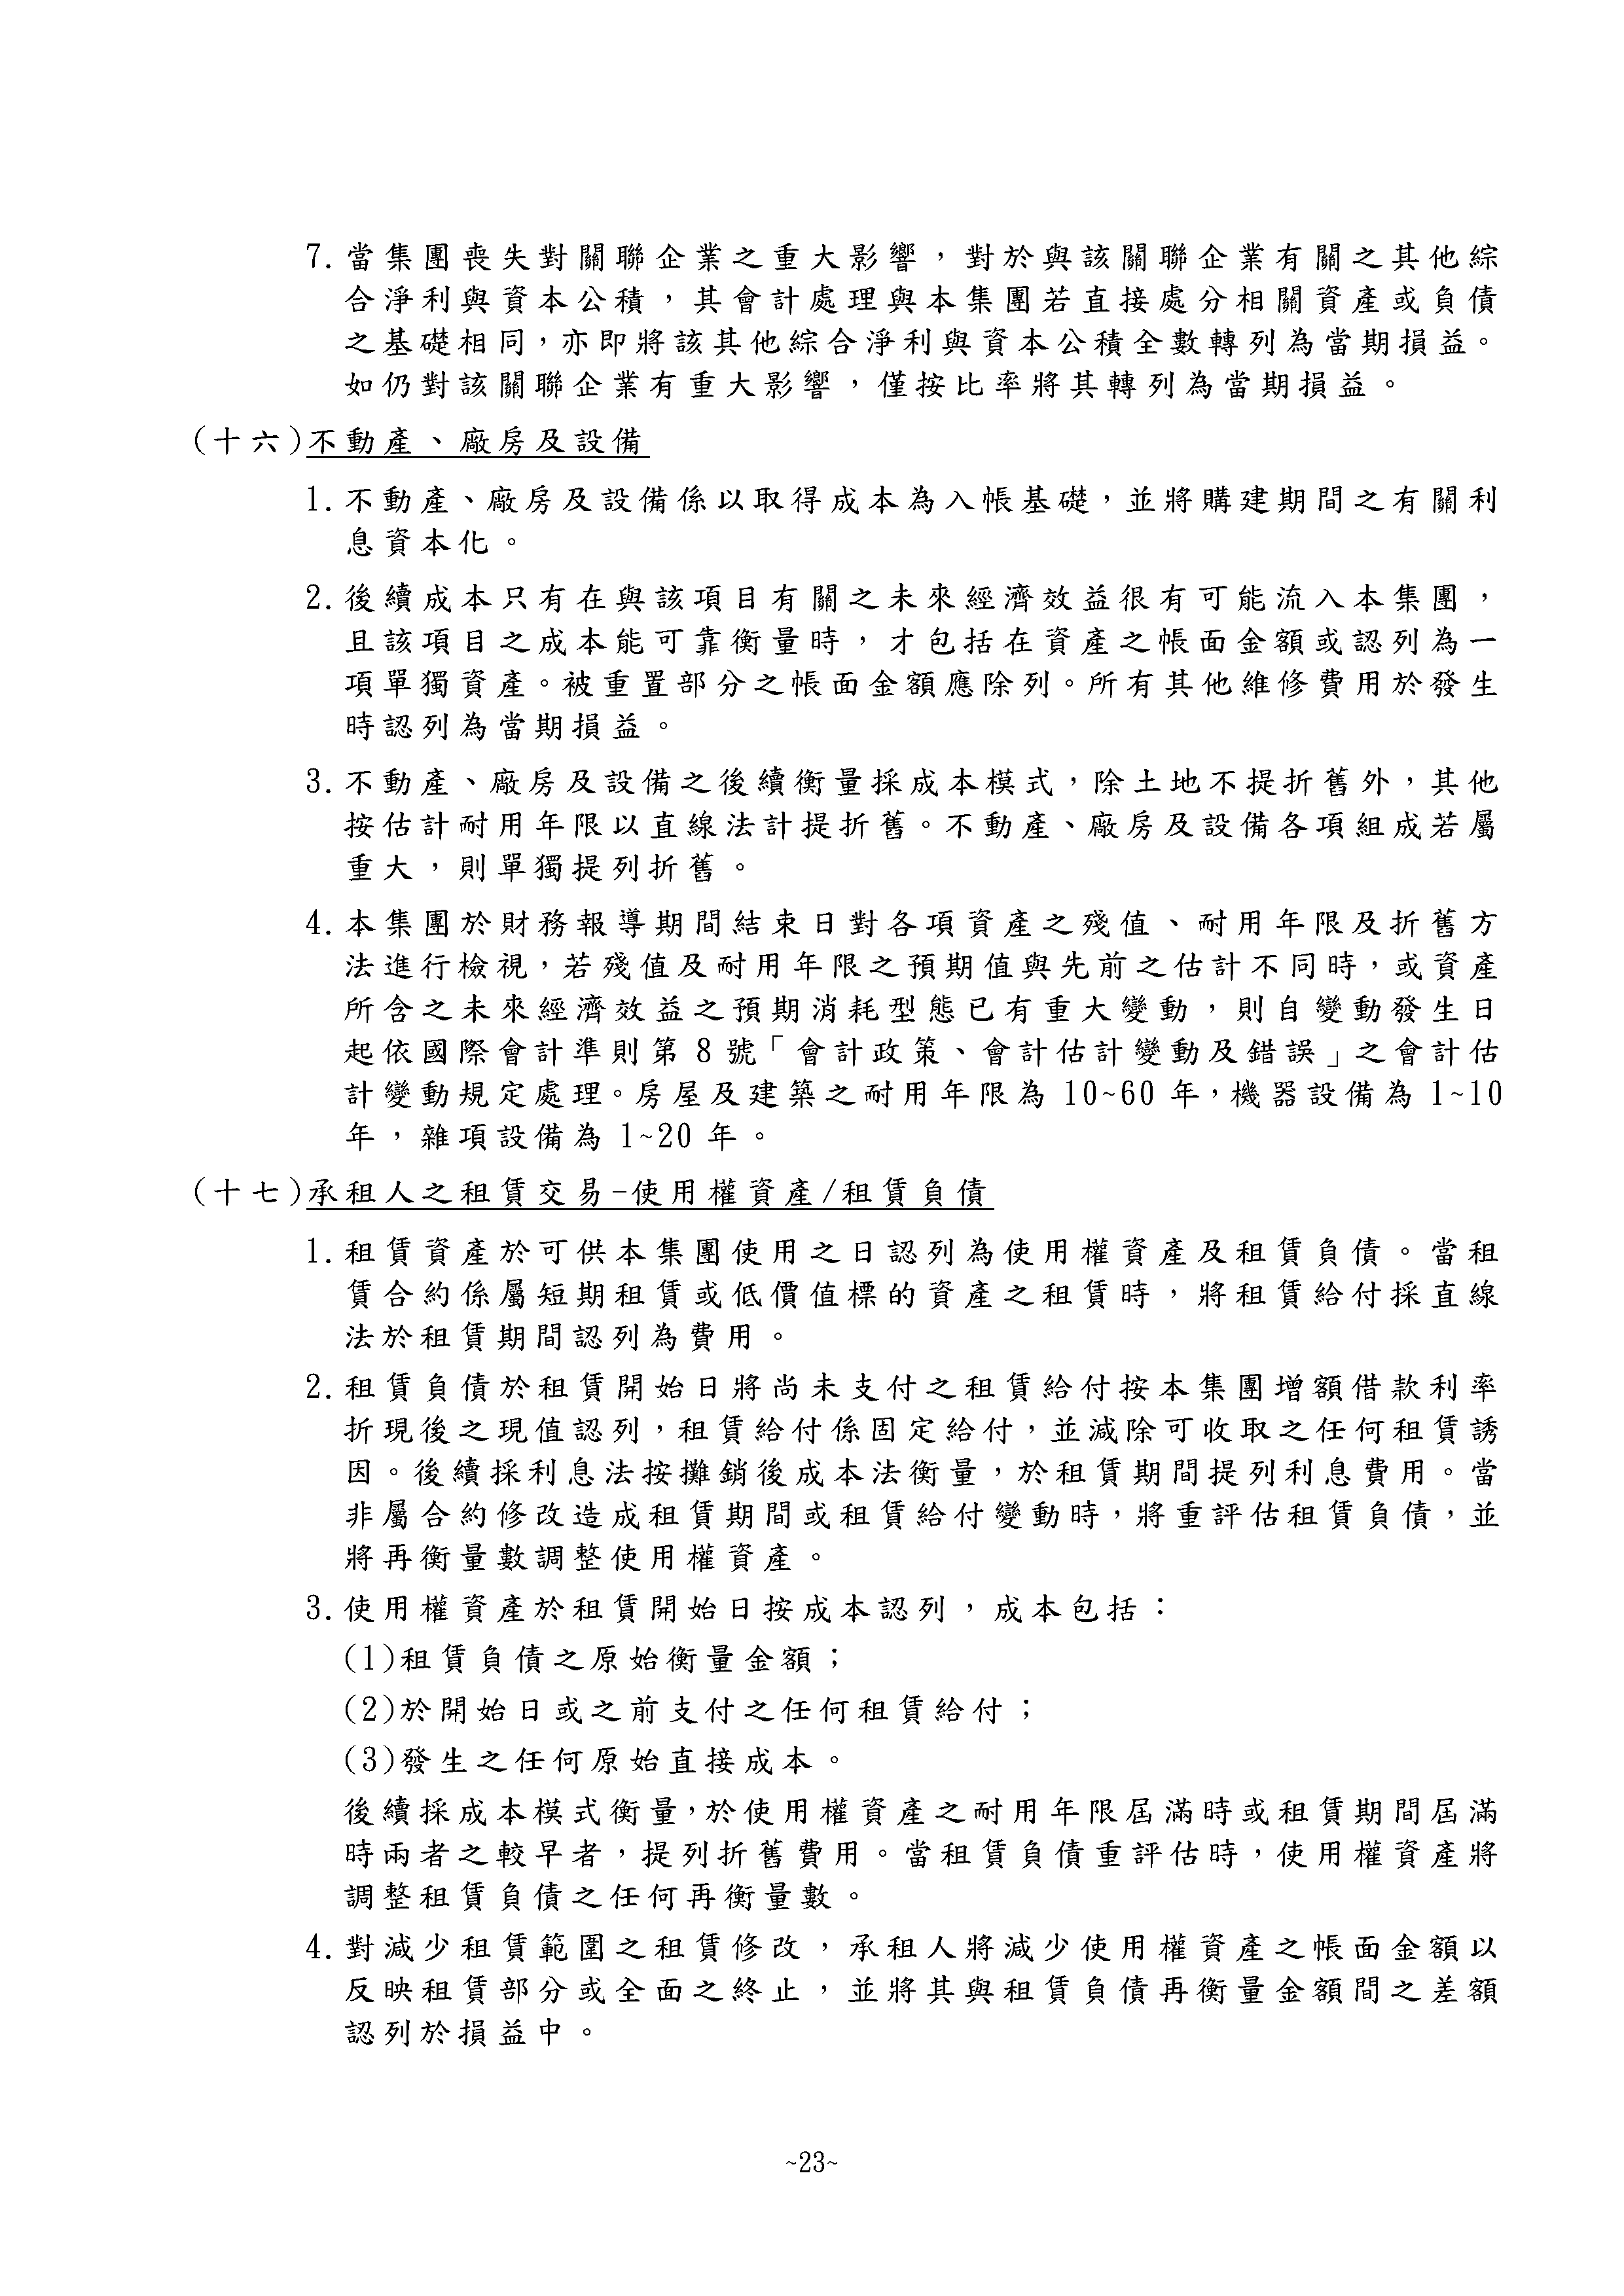 7.當集團喪失對關聯企業之重大影響，對於與該關聯企業有關之其他綜
合淨利與資本公積，其會計處理與本集團若直接處分相關資產或負債
之基礎相同，亦即將該其他綜合淨利與資本公積全數轉列為當期損益。
如仍對該關聯企業有重大影響，僅按比率將其轉列為當期損益。
(十六)不動產、廠房及設備
1.不動產、廠房及設備係以取得成本為入帳基礎，並將購建期間之有關利
息資本化。
2.後續成本只有在與該項目有關之未來經濟效益很有可能流入本集團，
且該項目之成本能可靠衡量時，才包括在資產之帳面金額或認列為一
項單獨資產。被重置部分之帳面金額應除列。所有其他維修費用於發生
時認列為當期損益。
3.不動產、廠房及設備之後續衡量採成本模式，除土地不提折舊外，其他
按估計耐用年限以直線法計提折舊。不動產、廠房及設備各項組成若屬
重大，則單獨提列折舊。
4.本集團於財務報導期間結束日對各項資產之殘值、耐用年限及折舊方
法進行檢視，若殘值及耐用年限之預期值與先前之估計不同時，或資產
所含之未來經濟效益之預期消耗型態已有重大變動，則自變動發生日
起依國際會計準則第 8 號「會計政策、會計估計變動及錯誤」之會計估
計變動規定處理。房屋及建築之耐用年限為 10~60 年，機器設備為 1~10
年，雜項設備為 1~20 年。
(十七)承租人之租賃交易-使用權資產/租賃負債
1.租賃資產於可供本集團使用之日認列為使用權資產及租賃負債。當租
賃合約係屬短期租賃或低價值標的資產之租賃時，將租賃給付採直線
法於租賃期間認列為費用。
2.租賃負債於租賃開始日將尚未支付之租賃給付按本集團增額借款利率
折現後之現值認列，租賃給付係固定給付，並減除可收取之任何租賃誘
因。後續採利息法按攤銷後成本法衡量，於租賃期間提列利息費用。當
非屬合約修改造成租賃期間或租賃給付變動時，將重評估租賃負債，並
將再衡量數調整使用權資產。
3.使用權資產於租賃開始日按成本認列，成本包括：
(1)租賃負債之原始衡量金額；
(2)於開始日或之前支付之任何租賃給付；
(3)發生之任何原始直接成本。
後續採成本模式衡量，於使用權資產之耐用年限屆滿時或租賃期間屆滿
時兩者之較早者，提列折舊費用。當租賃負債重評估時，使用權資產將
調整租賃負債之任何再衡量數。
4.對減少租賃範圍之租賃修改，承租人將減少使用權資產之帳面金額以
反映租賃部分或全面之終止，並將其與租賃負債再衡量金額間之差額
認列於損益中。
~23~